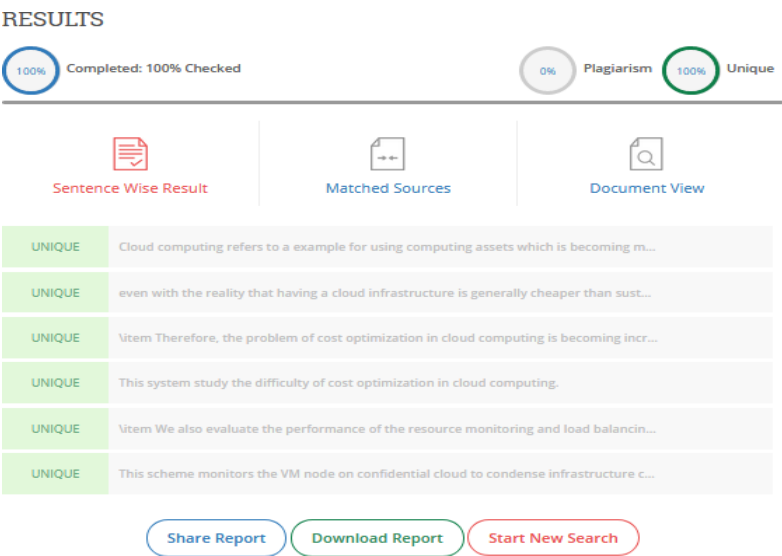 RESULTS
100% Completed: 100% Checked 0% Plagiarism 100% Unique
Sentence Wise Result Matched Sources Document View
UNIQUE Cloud computing refers to a example for using computing assets which is becoming m...
UNIQUE even with the reality that having a cloud infrastructure is generally cheaper than sust...
UNIQUE \item Therefore, the problem of cost optimization in cloud computing is becoming incr...
UNIQUE This system study the difficulty of cost optimization in cloud computing.
UNIQUE \item We also evaluate the performance of the resource monitoring and load balancin...
UNIQUE This scheme monitors the VM node on confidential cloud to condense infrastructure c...
Share Report Download Report Start New Search